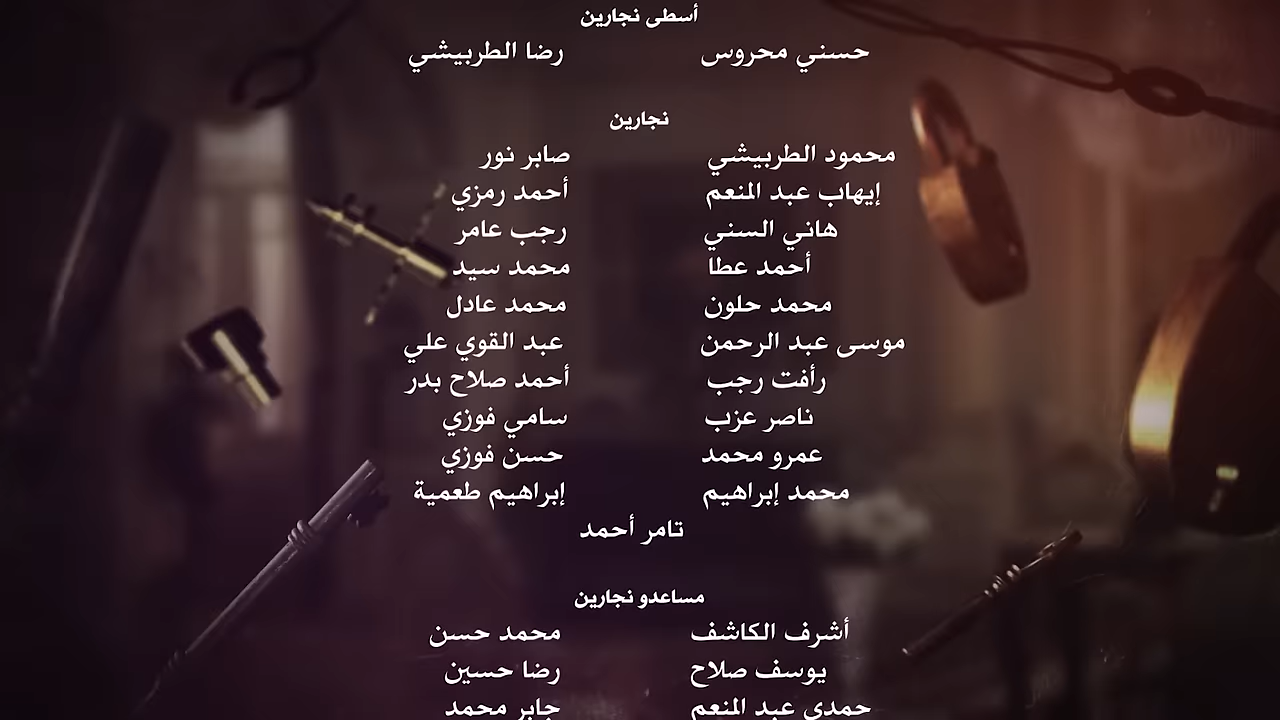 أسطى نجارين
حسني محروس رضا الطربيشي
نجارين
محمود الطربيشي صابر نور
إيهاب عبد المنعم أحمد رمزي
هاني السني رجب عامر
أحمد عطا محمد سيد
محمد حلون محمد عادل
موسى عبد الرحمن عبد القوي علي
رأفت رجب أحمد صلاح بدر
ناصر عزب سامي فوزي
عمرو محمد حسن فوزي
محمد إبراهيم إبراهيم طعمية
تامر أحمد
مساعدو نجارين
أشرف الكاشف محمد حسن
يوسف صلاح رضا حسين
حمدي عبد المنعم جابر محمد